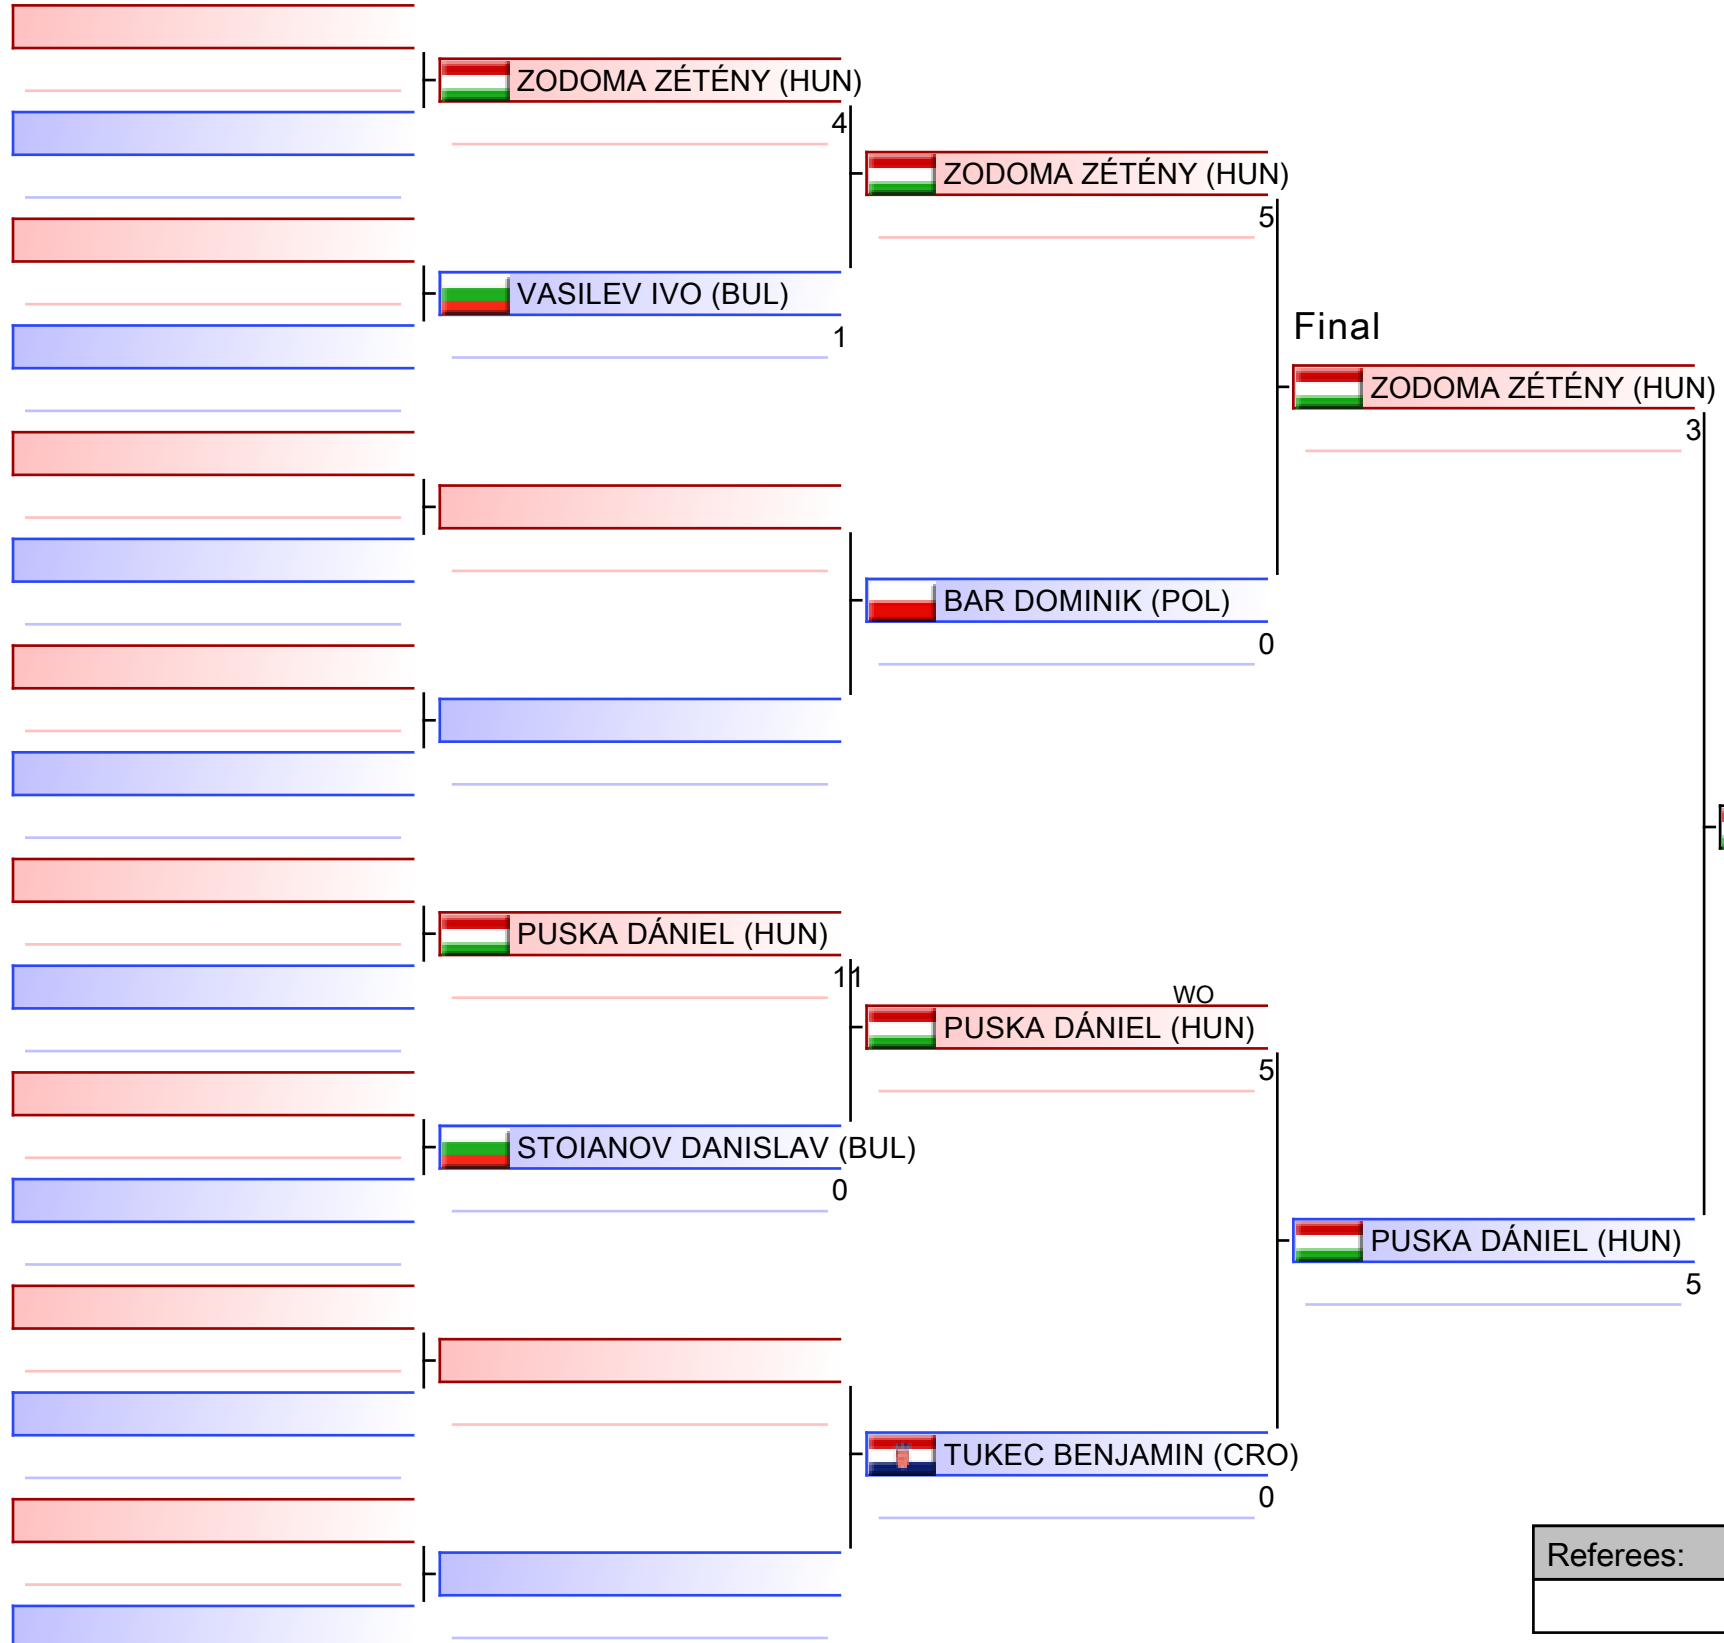 ZODOMA ZÉTÉNY (HUN)
4
ZODOMA ZÉTÉNY (HUN)
5
VASILEV IVO (BUL)
1
Final
ZODOMA ZÉTÉNY (HUN)
3
BAR DOMINIK (POL)
0
PUSKA DÁNIEL (HUN)
11
WO
PUSKA DÁNIEL (HUN)
5
STOIANOV DANISLAV (BUL)
0
PUSKA DÁNIEL (HUN)
5
TUKEC BENJAMIN (CRO)
0
Referees: